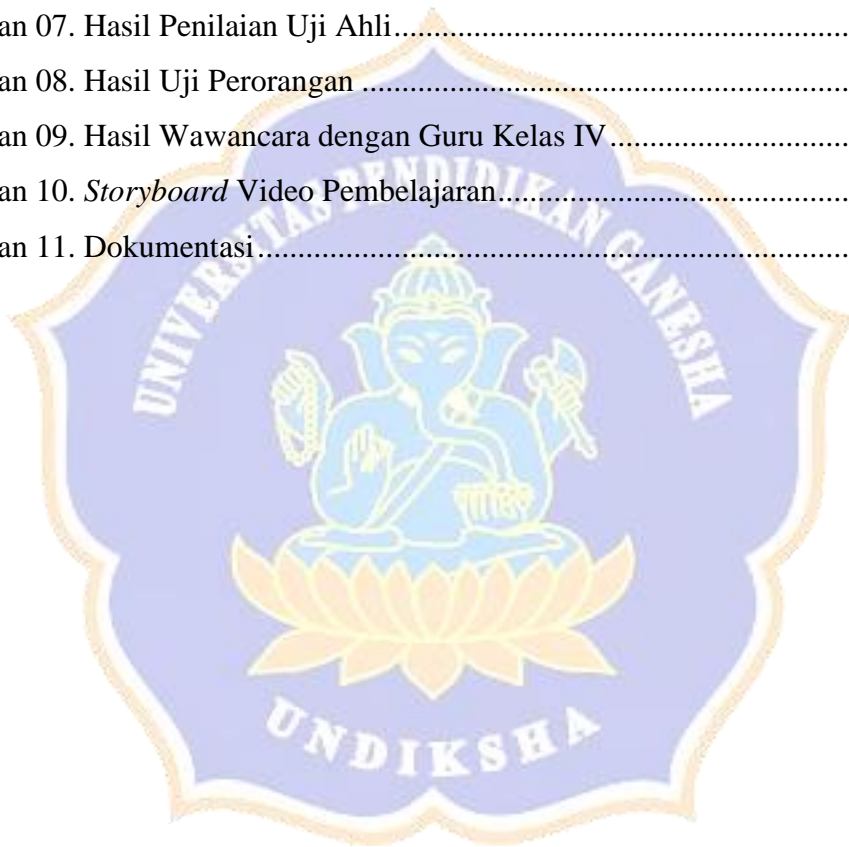 an 07. Hasil Penilaian Uji Ahli
an 08. Hasil Uji Perorangan
an 09. Hasil Wawancara dengan Guru Kelas IV
an 10. Storyboard Video Pembelajaran
an 11. Dokumentasi
UNIVERSITAS PENDIDIKAN GANESHA
UNDIKSHA